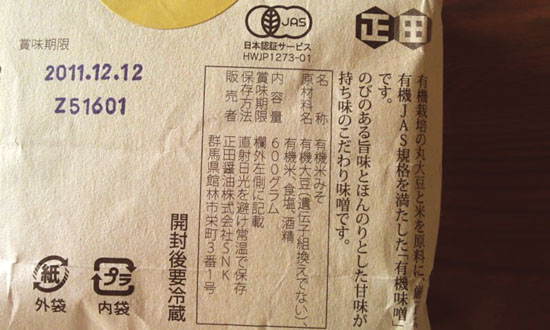 賞味期限
2011.12.12
Z51601
JAS
日本認証サービス
HWJP1273-01
正田
有機栽培の丸大豆と米を原料に、
有機JAS規格を満たした「有機味噌」
です。
のびのある旨味とほんのりとした甘味が
持ち味のこだわり味噌です。
名称 有機米みそ
原材料名 有機大豆(遺伝子組換えでない)、
有機米、食塩、酒精
内容量 600グラム
賞味期限 欄外左側に記載
保存方法 直射日光を避け常温で保存
販売者 正田醤油株式会社SNK
群馬県館林市栄町3番1号
開封後要冷蔵
紙
外袋
プラ
内袋